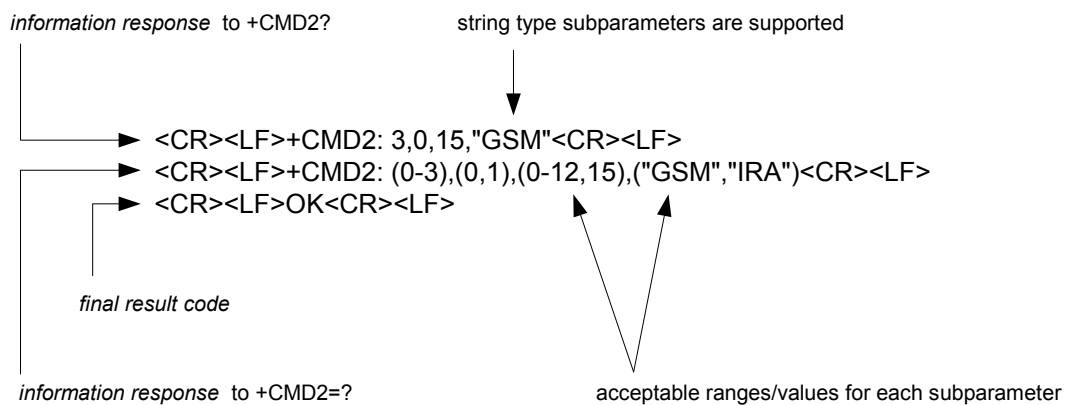 information response to +CMD2?
string type subparameters are supported
<CR><LF>+CMD2: 3,0,15,"GSM"<CR><LF>
<CR><LF>+CMD2: (0-3),(0,1),(0-12,15),("GSM","IRA")<CR><LF>
<CR><LF>OK<CR><LF>
final result code
information response to +CMD2=?
acceptable ranges/values for each subparameter